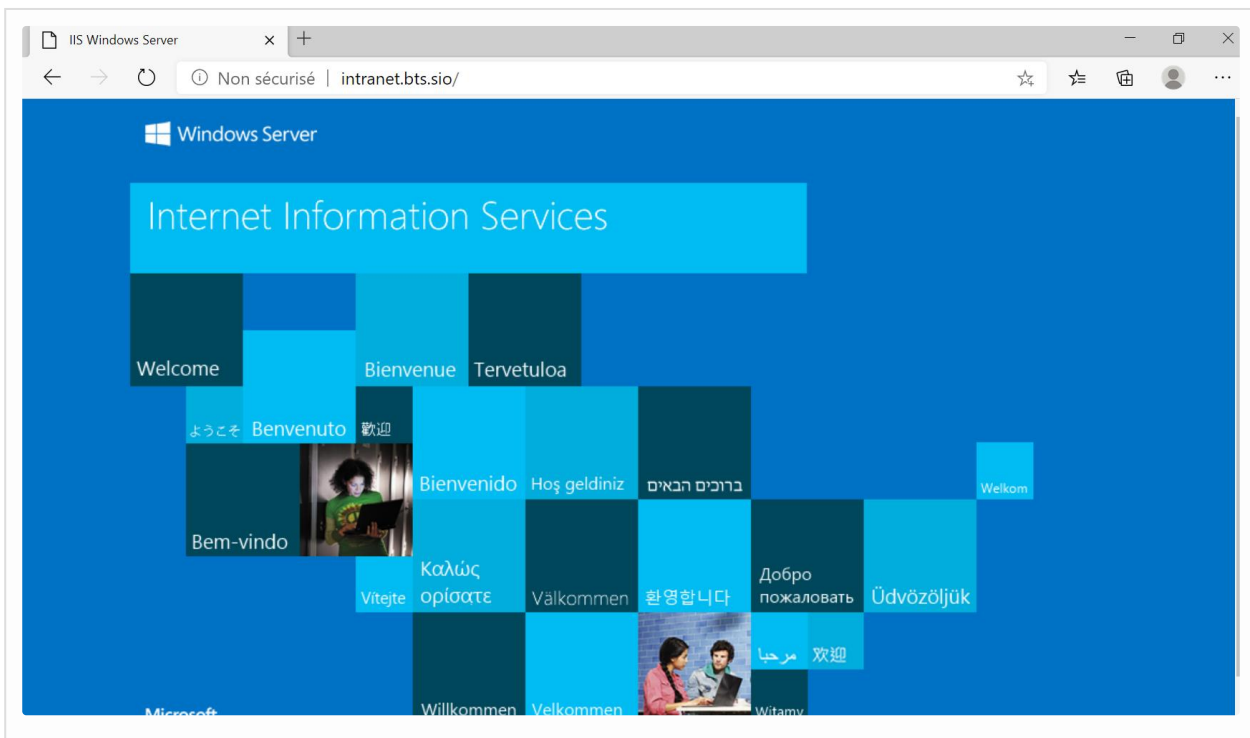 IIS Windows Server
Non sécurisé | intranet.bts.sio/
Windows Server
Internet Information Services
Welcome
Bienvenue
Tervetuloa
ようこそ
Benvenuto
歡迎
Bienvenido
Hoş geldiniz
ברוכים הבאים
Welkom
Bem-vindo
Vítejte
Καλώς
ορίσατε
Välkommen
환영합니다
Добро
пожаловать
Üdvözöljük
مرحبا
欢迎
Microsoft
Willkommen
Velkommen
Witamy